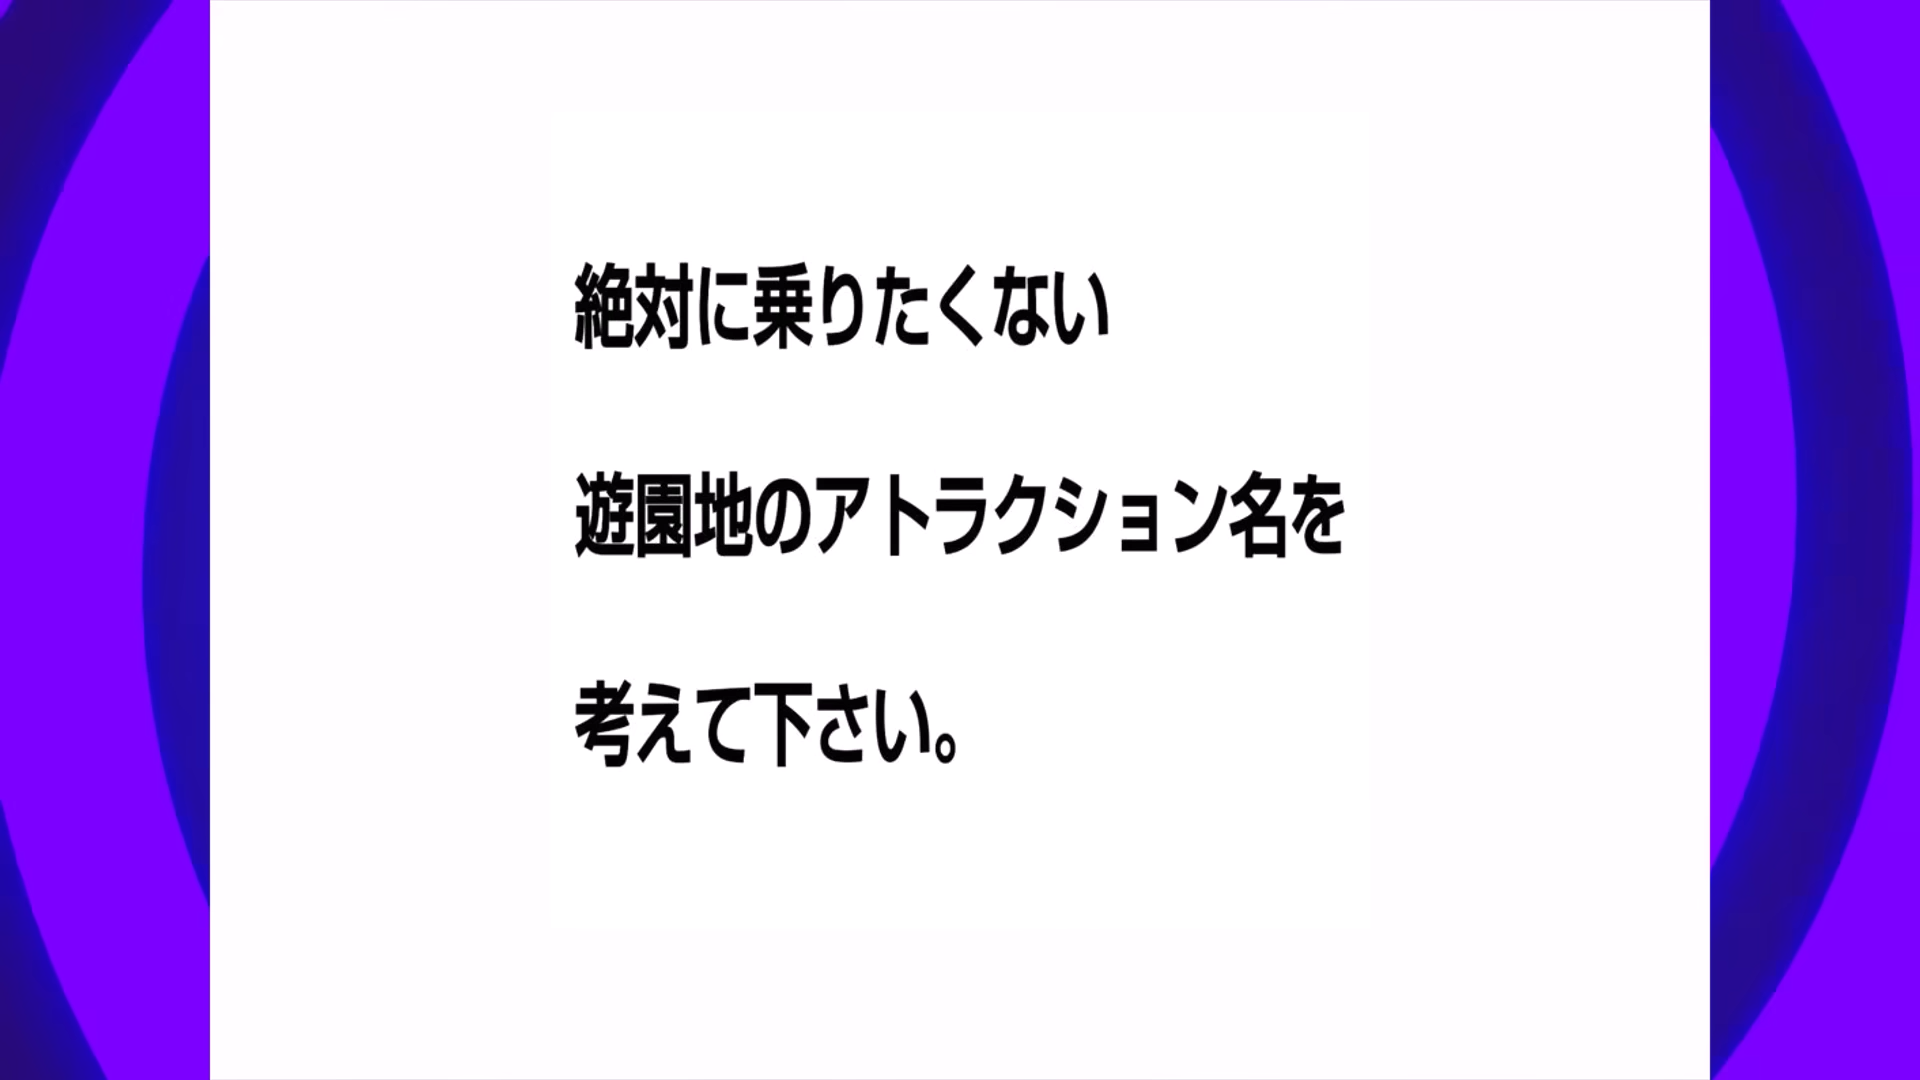 絶対に乗りたくない
遊園地のアトラクション名を
考えて下さい。